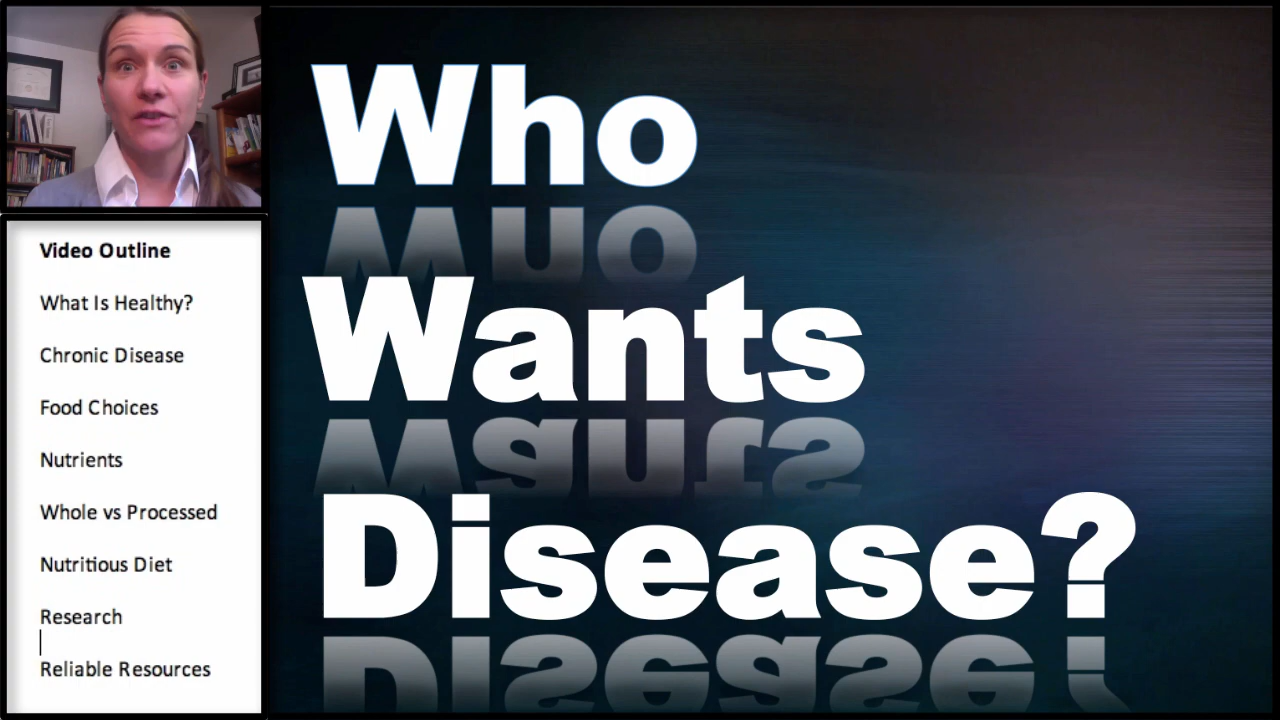 Who
Wants
Disease?
Video Outline
What Is Healthy?
Chronic Disease
Food Choices
Nutrients
Whole vs Processed
Nutritious Diet
Research
Reliable Resources